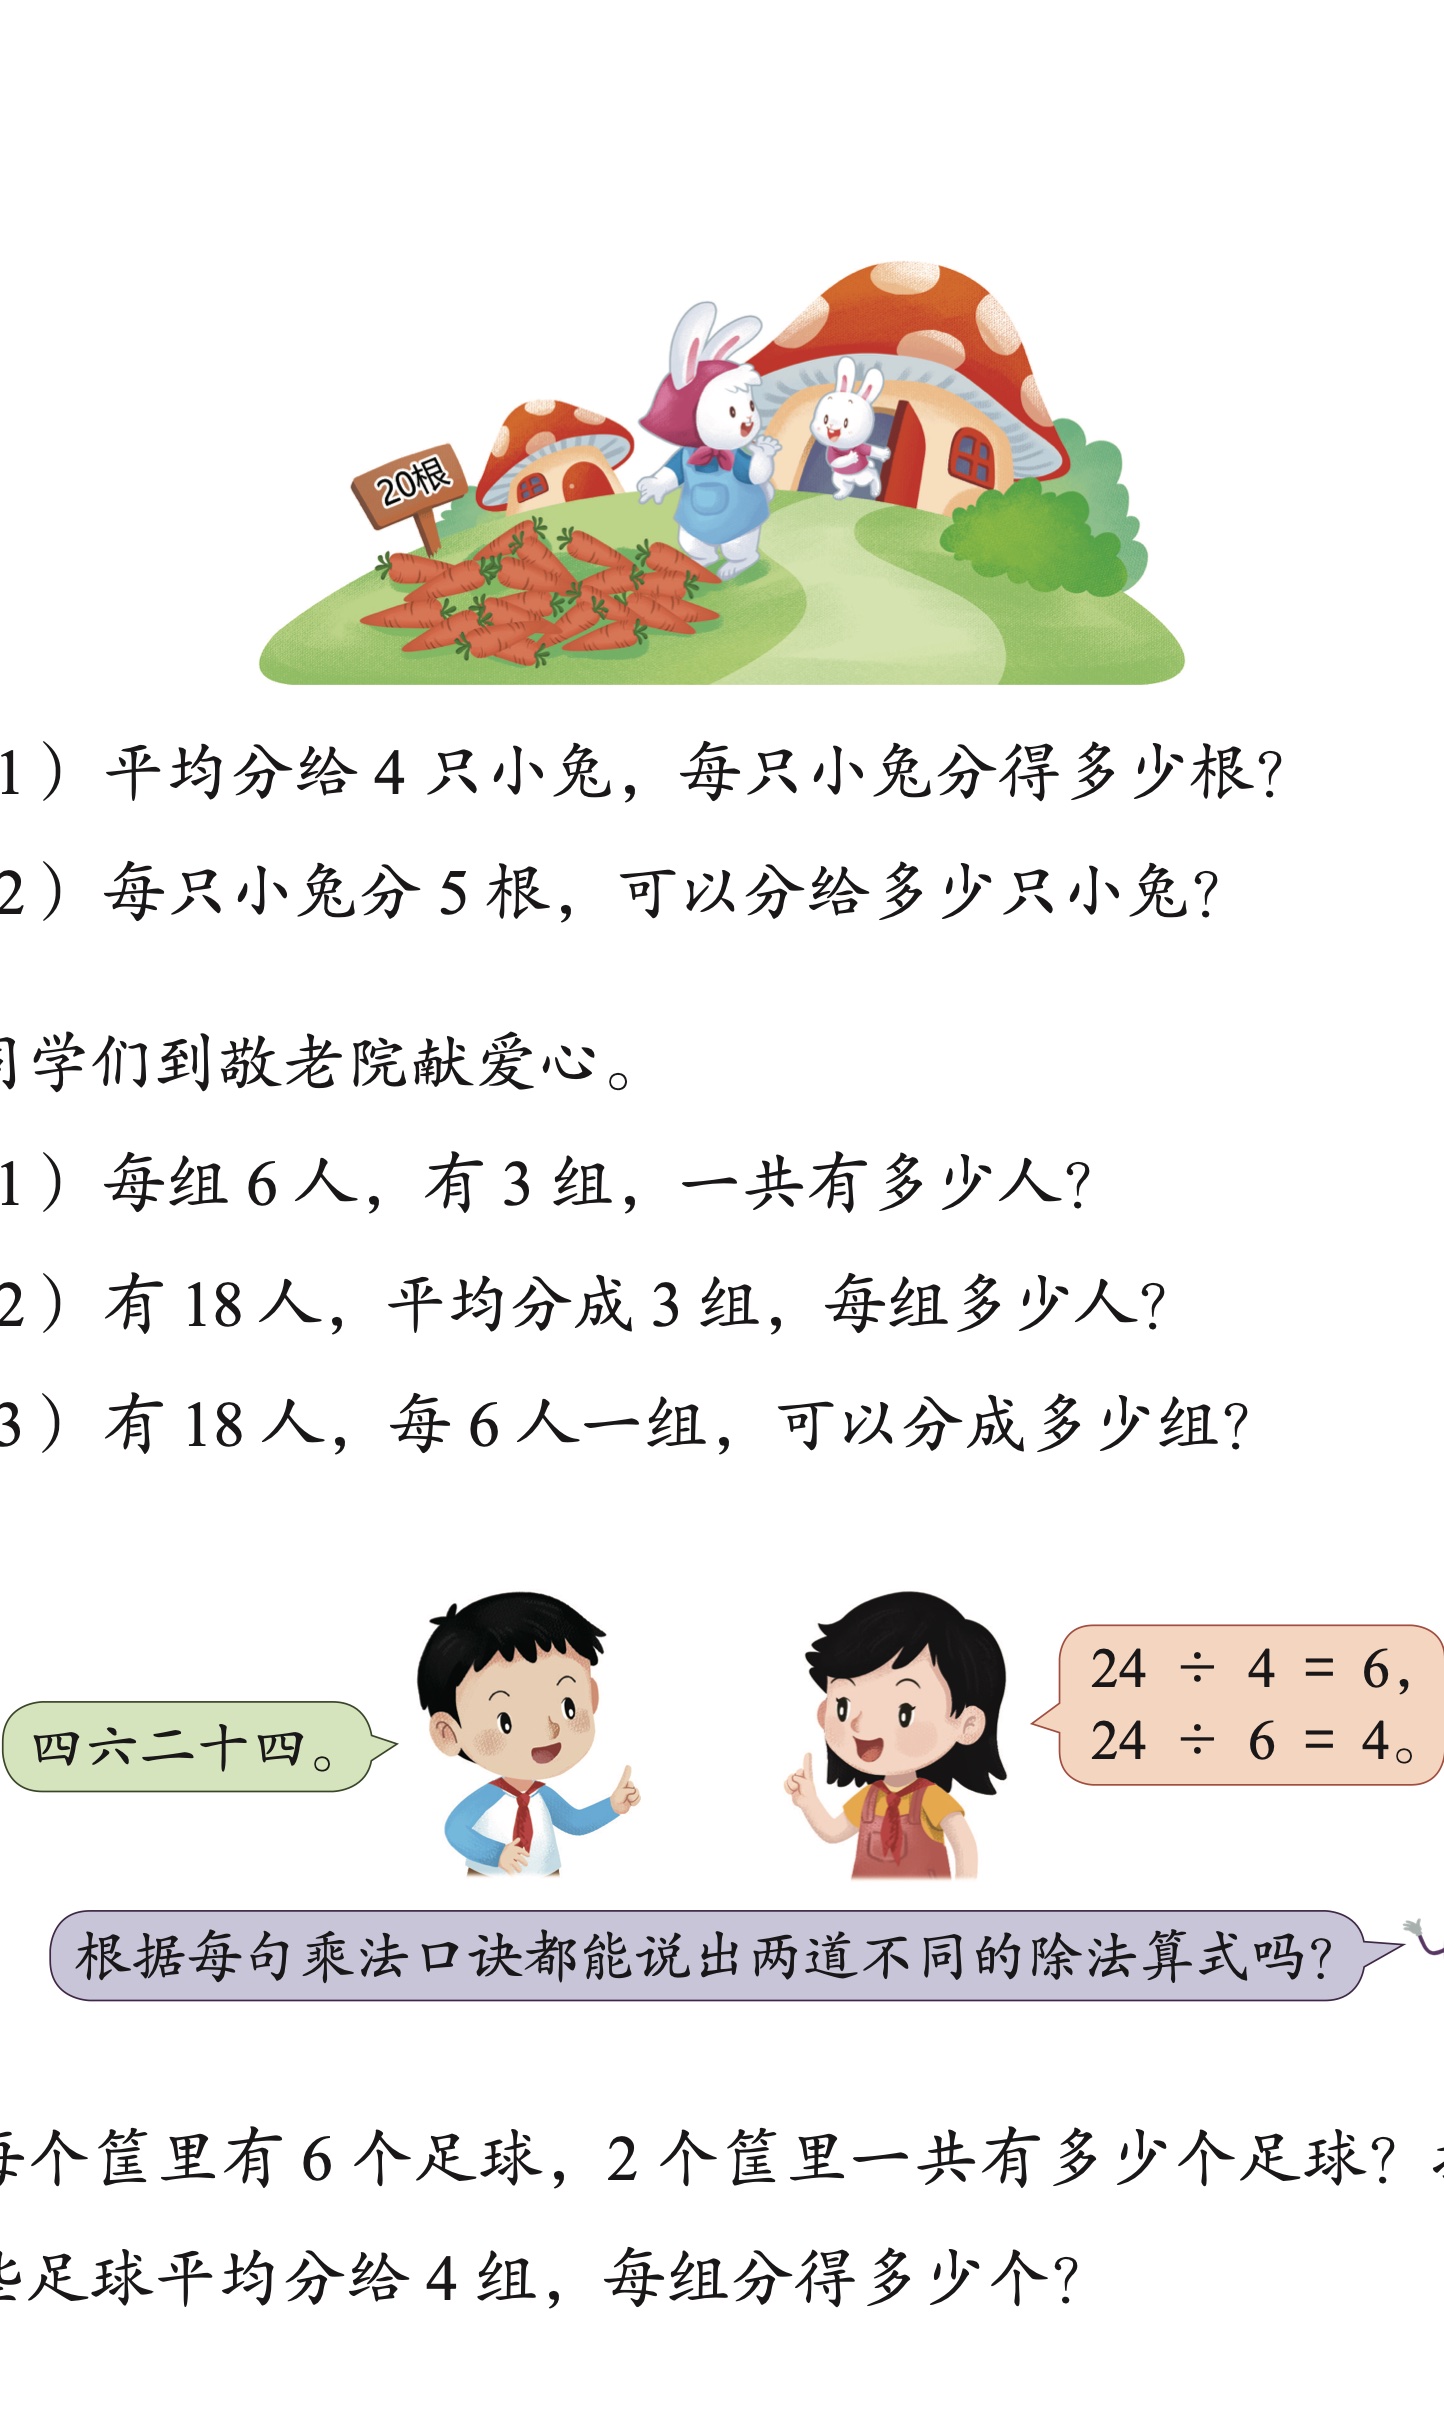 20根
1）平均分给 4 只小兔，每只小兔分得多少根？
2）每只小兔分 5 根，可以分给多少只小兔？
同学们到敬老院献爱心。
1）每组 6 人，有 3 组，一共有多少人？
2）有 18 人，平均分成 3 组，每组多少人？
3）有 18 人，每 6 人一组，可以分成多少组？
四六二十四。
24 ÷ 4 = 6，
24 ÷ 6 = 4。
根据每句乘法口诀都能说出两道不同的除法算式吗？
每个筐里有 6 个足球，2 个筐里一共有多少个足球？
些足球平均分给 4 组，每组分得多少个？